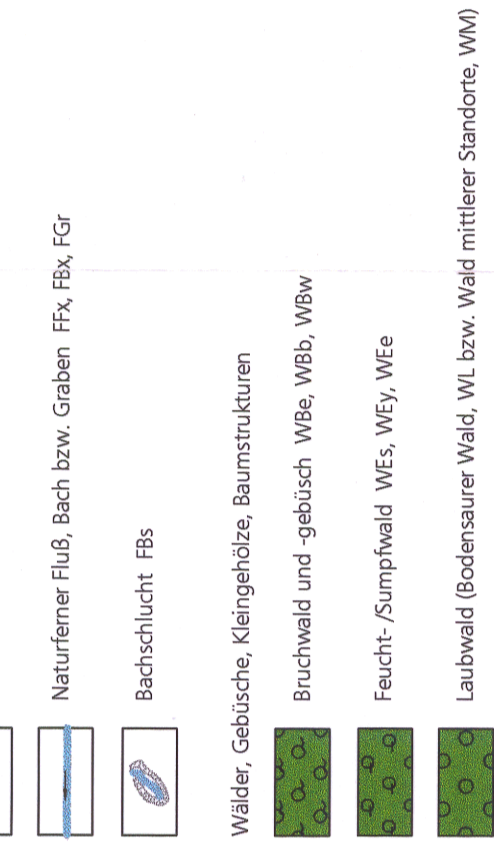 Naturferner Fluß, Bach bzw. Graben FFx, FBx, FGr
Bachschlucht FBs
Wälder, Gebüsche, Kleingehölze, Baumstrukturen
Bruchwald und -gebüsch WBe, WBb, WBw
Feucht- /Sumpfwald WEs, WEy, WEe
Laubwald (Bodensaurer Wald, WL bzw. Wald mittlerer Standorte, WM)